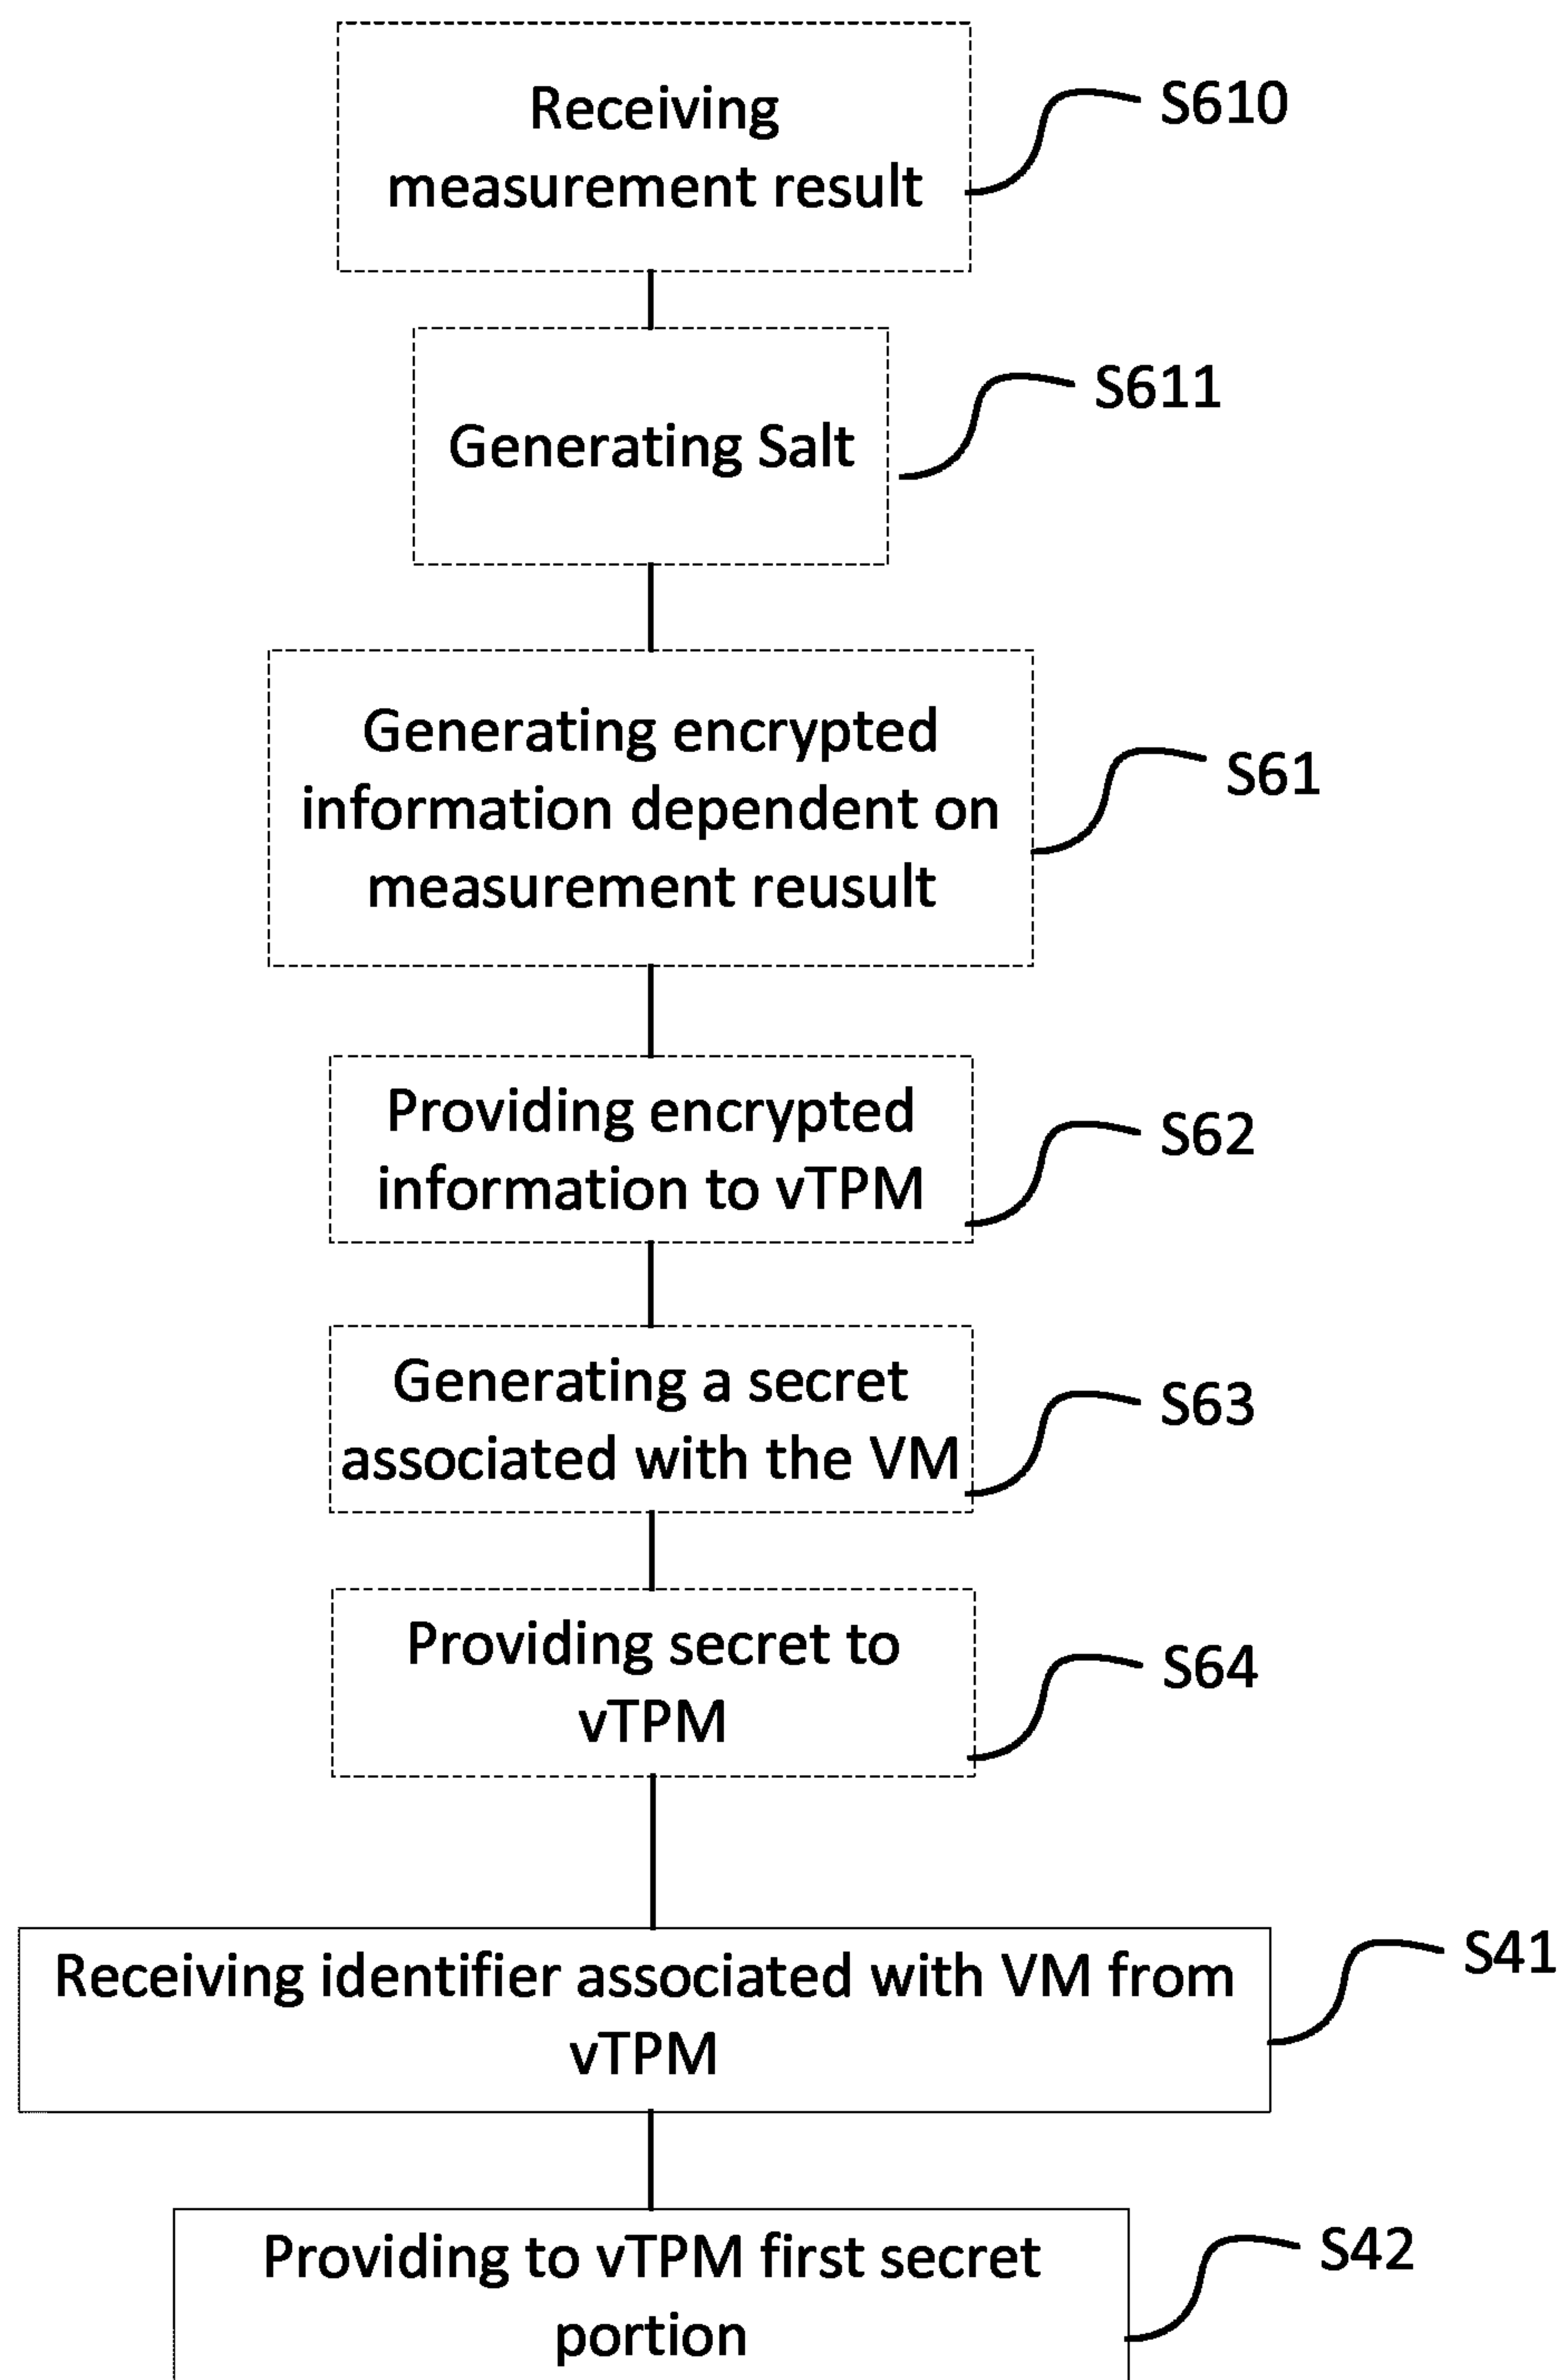 Receiving
measurement result
S610
Generating Salt
S611
Generating encrypted
information dependent on
measurement reusult
S61
Providing encrypted
information to vTPM
S62
Generating a secret
associated with the VM
S63
Providing secret to
vTPM
S64
Receiving identifier associated with VM from
vTPM
S41
Providing to vTPM first secret
portion
S42